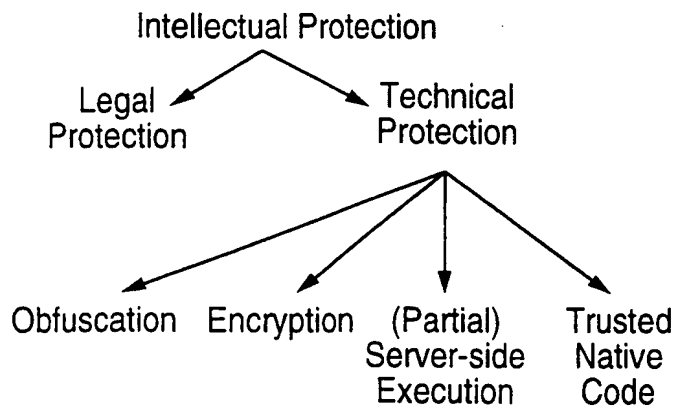 Intellectual Protection
Legal
Protection
Technical
Protection
Obfuscation
Encryption
(Partial)
Server-side
Execution
Trusted
Native
Code